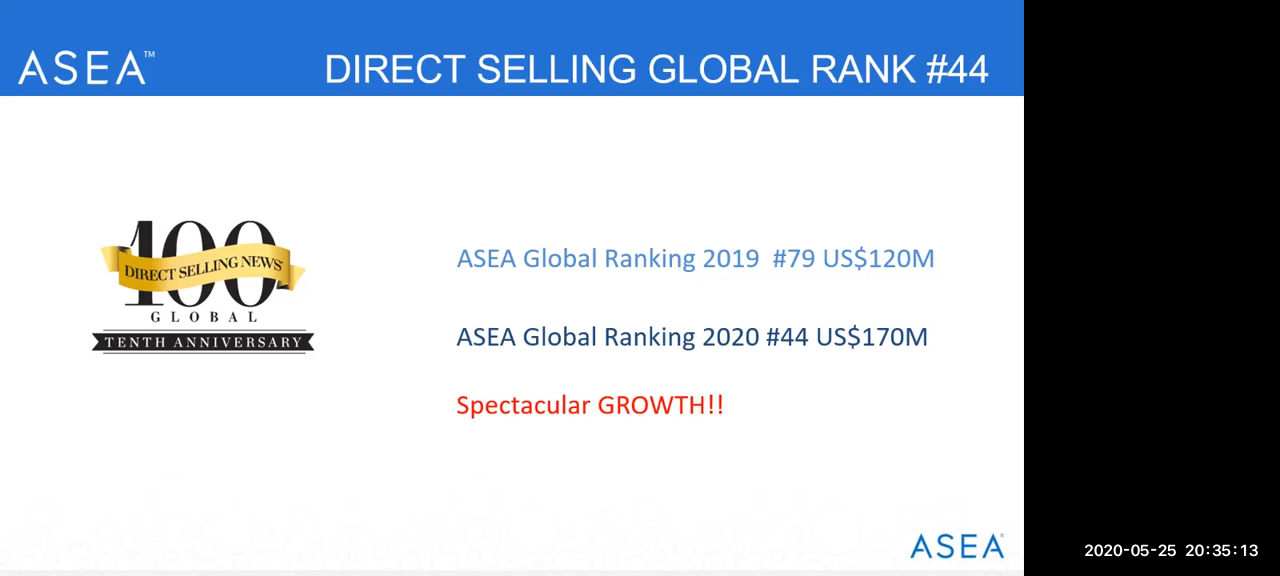 ASEA™
DIRECT SELLING GLOBAL RANK #44
100
DIRECT SELLING NEWS
GLOBAL
TENTH ANNIVERSARY
ASEA Global Ranking 2019  #79 US$120M
ASEA Global Ranking 2020 #44 US$170M
Spectacular GROWTH!!
ASEA
2020-05-25 20:35:13